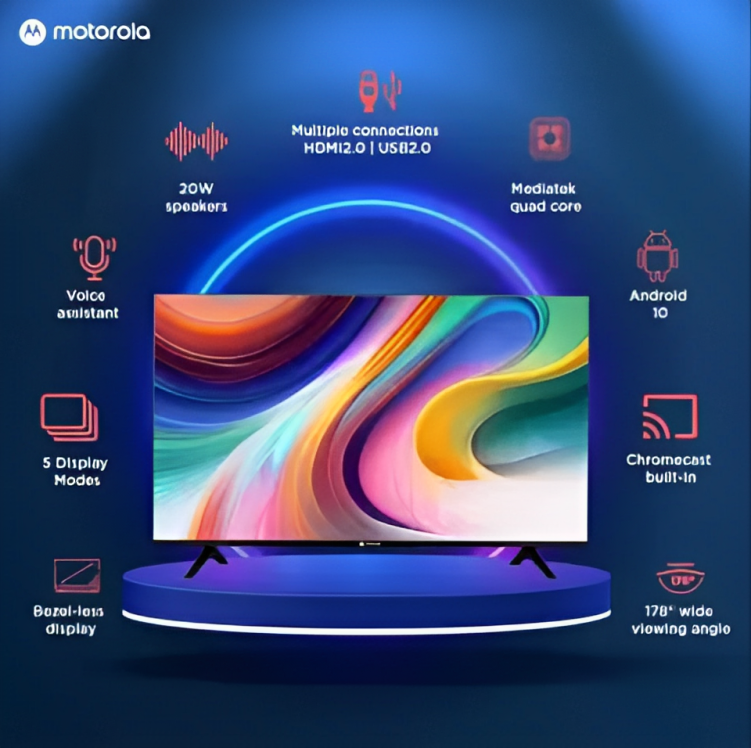 motorola
Multiple connections
HDMI2.0 | USB2.0
20W
speakers
Mediatek
quad core
Voice
assistant
Android
10
5 Display
Modes
Chromecast
built-in
Bezel-less
display
178° wide
viewing angle